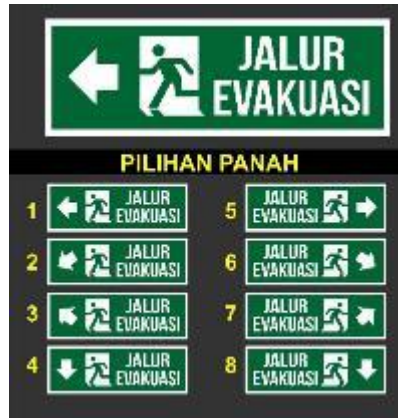 JALUR
EVAKUASI
PILIHAN PANAH
1 JALUR
EVAKUASI
2 JALUR
EVAKUASI
3 JALUR
EVAKUASI
4 JALUR
EVAKUASI
5 JALUR
EVAKUASI
6 JALUR
EVAKUASI
7 JALUR
EVAKUASI
8 JALUR
EVAKUASI